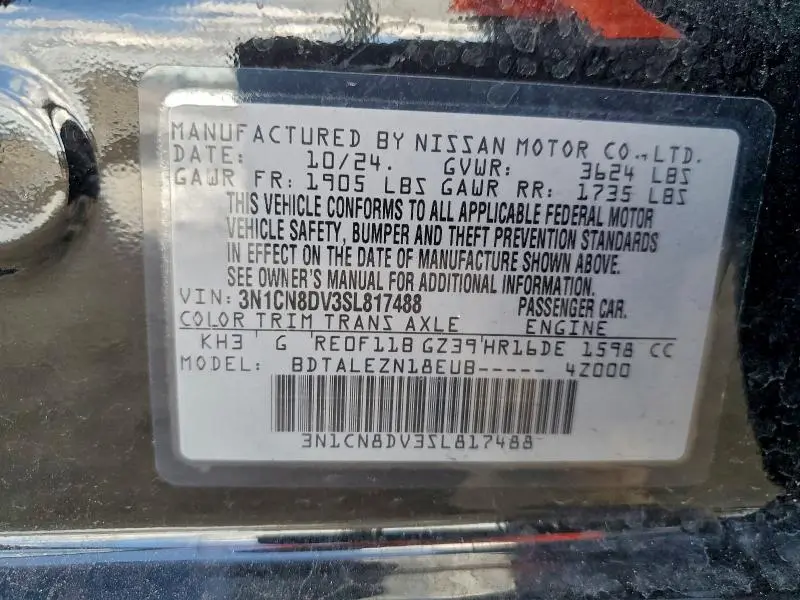 MANUFACTURED BY NISSAN MOTOR CO., LTD.
DATE: 10/24. GVWR: 3624 LBS
GAWR FR: 1905 LBS GAWR RR: 1735 LBS
THIS VEHICLE CONFORMS TO ALL APPLICABLE FEDERAL MOTOR
VEHICLE SAFETY, BUMPER AND THEFT PREVENTION STANDARDS
IN EFFECT ON THE DATE OF MANUFACTURE SHOWN ABOVE.
SEE OWNER'S MANUAL FOR ADDITIONAL INFORMATION.
VIN: 3N1CN8DV3SL817488 PASSENGER CAR.
COLOR TRIM TRANS AXLE ENGINE
KH3 G RE0F11B GZ39 HR16DE 1598 CC
MODEL: BDTALEZN18EUB----- 4Z000
3N1CN8DV3SL817488